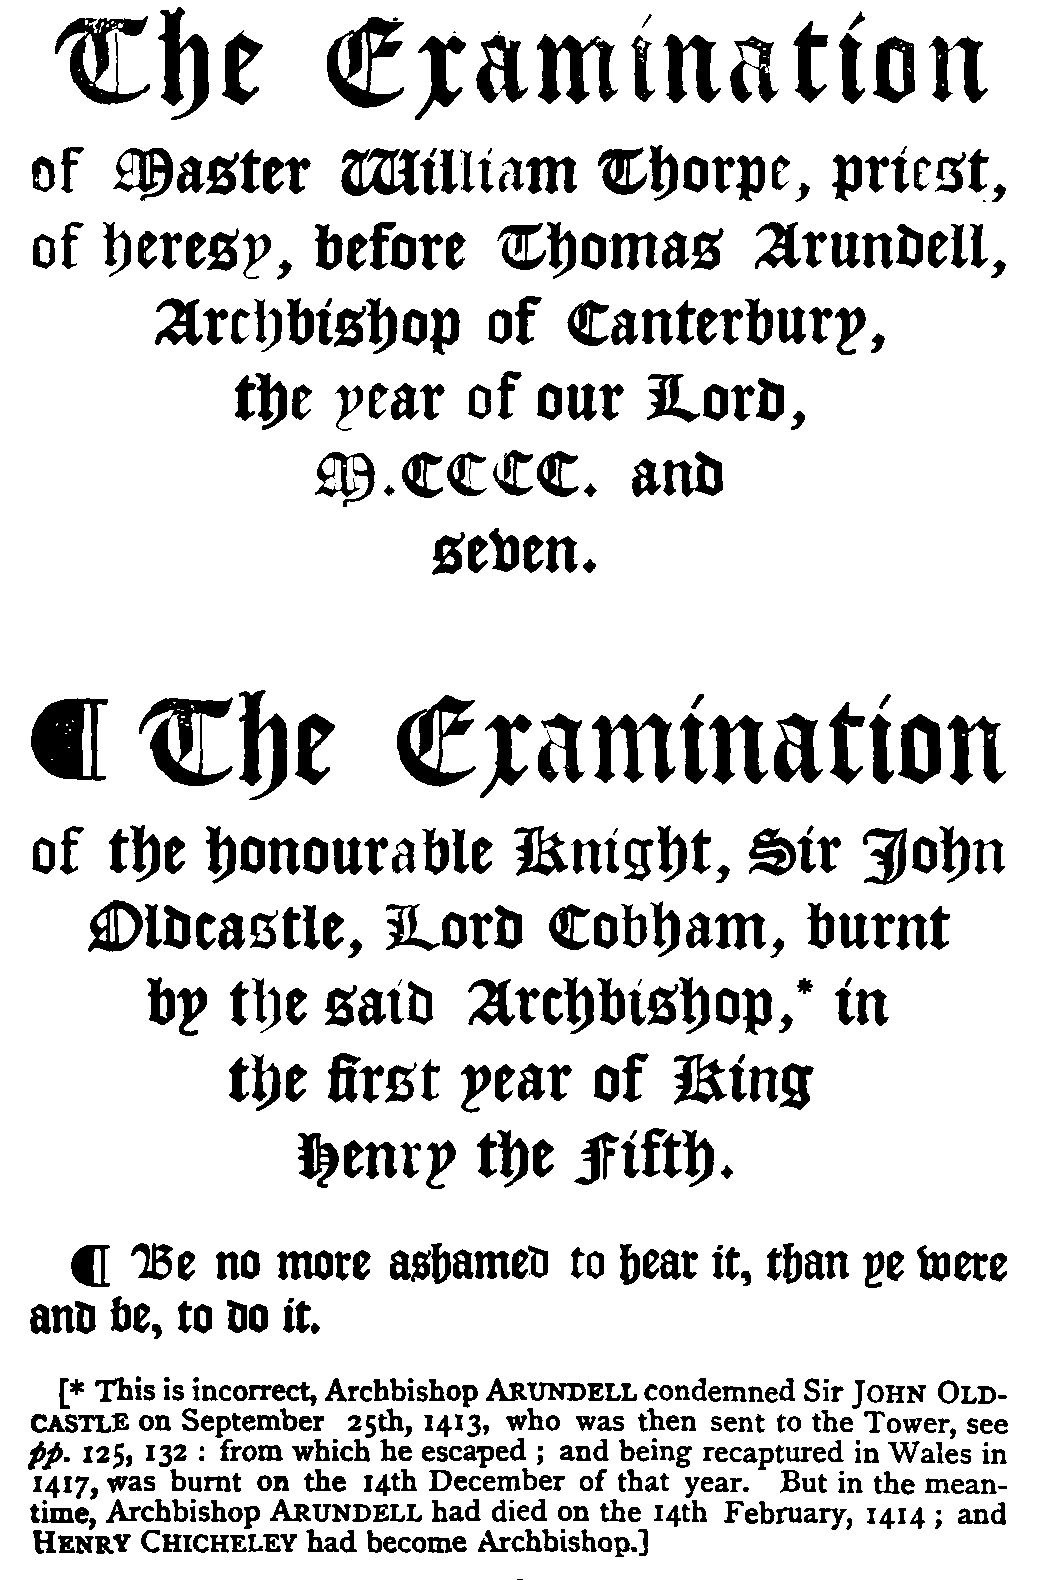 The Examination
of Master William Thorpe, priest,
of heresy, before Thomas Arundell,
Archbishop of Canterbury,
the year of our Lord,
M.CCCC. and
seven.
¶ The Examination
of the honourable Knight, Sir John
Oldcastle, Lord Cobham, burnt
by the said Archbishop,* in
the first year of King
Henry the Fifth.
¶ Be no more ashamed to hear it, than ye were
and be, to do it.
[* This is incorrect, Archbishop ARUNDELL condemned Sir JOHN OLD-
CASTLE on September 25th, 1413, who was then sent to the Tower, see
pp. 125, 132 : from which he escaped ; and being recaptured in Wales in
1417, was burnt on the 14th December of that year. But in the mean-
time, Archbishop ARUNDELL had died on the 14th February, 1414 ; and
HENRY CHICHELEY had become Archbishop.]